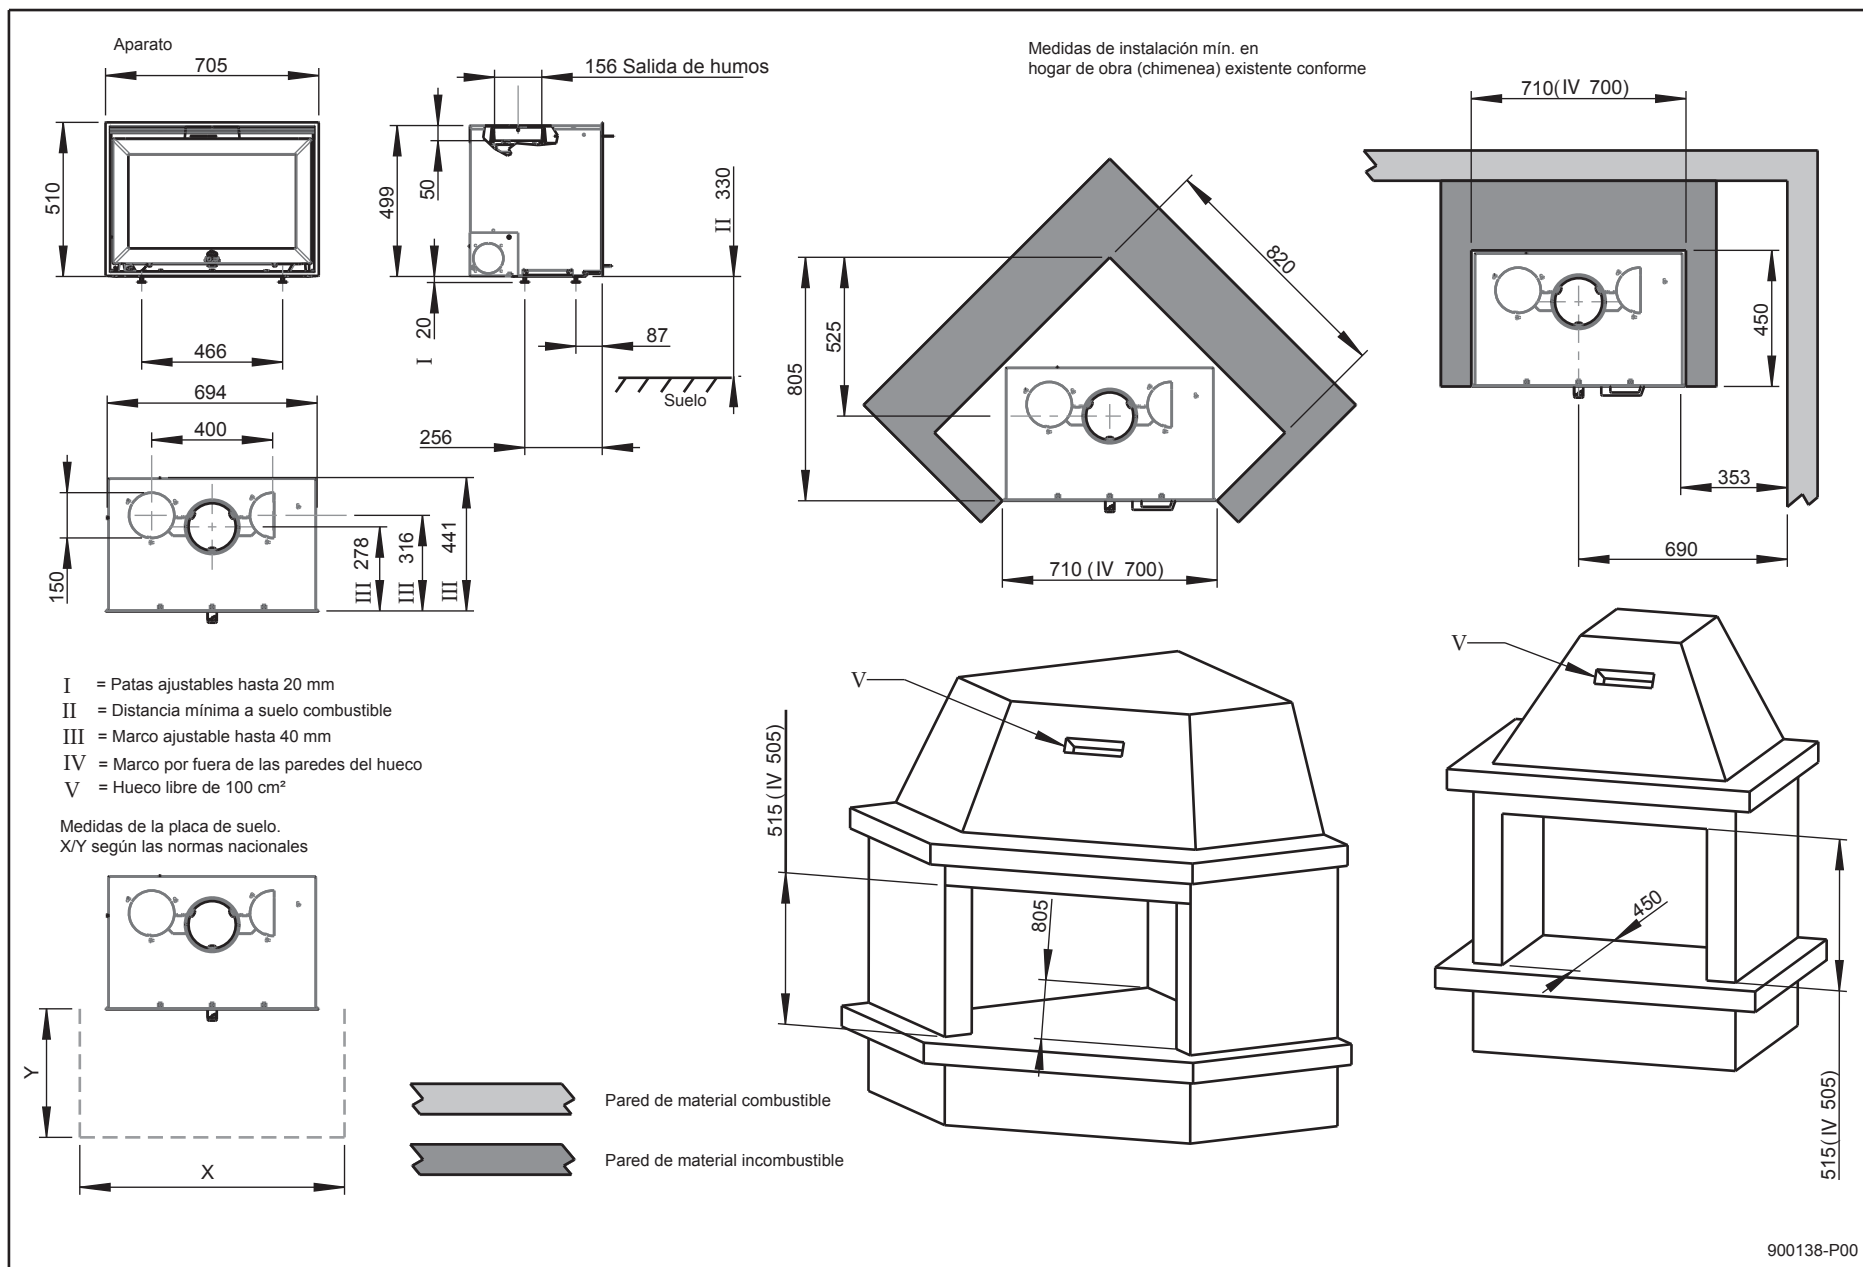 Aparato
705
510
466
156 Salida de humos
499
50
II 330
I 20
87
Suelo
256
694
400
150
III 278
III 316
III 441
I = Patas ajustables hasta 20 mm
II = Distancia mínima a suelo combustible
III = Marco ajustable hasta 40 mm
IV = Marco por fuera de las paredes del hueco
V = Hueco libre de 100 cm²
Medidas de la placa de suelo.
X/Y según las normas nacionales
Y
X
Pared de material combustible
Pared de material incombustible
Medidas de instalación mín. en
hogar de obra (chimenea) existente conforme
820
525
805
710 (IV 700)
710(IV 700)
450
353
690
V
515 (IV 505)
805
V
450
515(IV 505)
900138-P00